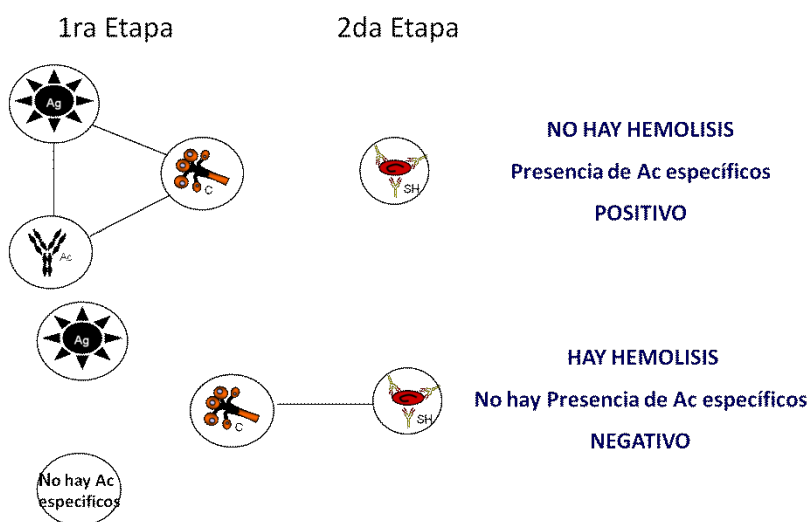 1ra Etapa
2da Etapa
Ag
C
Ac
SH
NO HAY HEMOLISIS
Presencia de Ac específicos
POSITIVO
Ag
C
SH
No hay Ac
especificos
HAY HEMOLISIS
No hay Presencia de Ac específicos
NEGATIVO